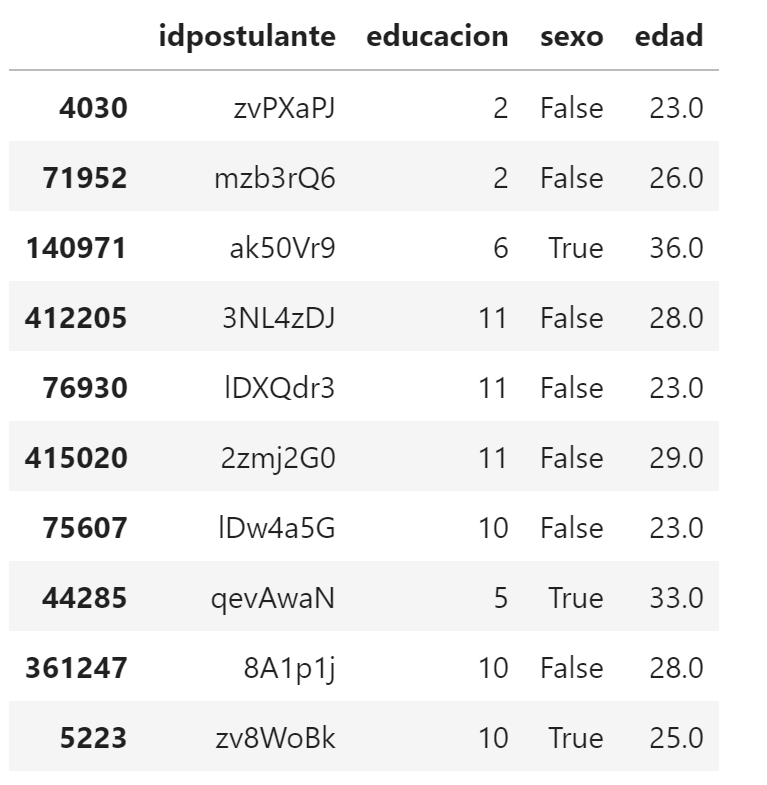 idpostulante educacion sexo edad
4030 zvPXaPJ 2 False 23.0
71952 mzb3rQ6 2 False 26.0
140971 ak50Vr9 6 True 36.0
412205 3NL4zDJ 11 False 28.0
76930 lDXQdr3 11 False 23.0
415020 2zmj2G0 11 False 29.0
75607 lDw4a5G 10 False 23.0
44285 qevAwaN 5 True 33.0
361247 8A1p1j 10 False 28.0
5223 zv8WoBk 10 True 25.0